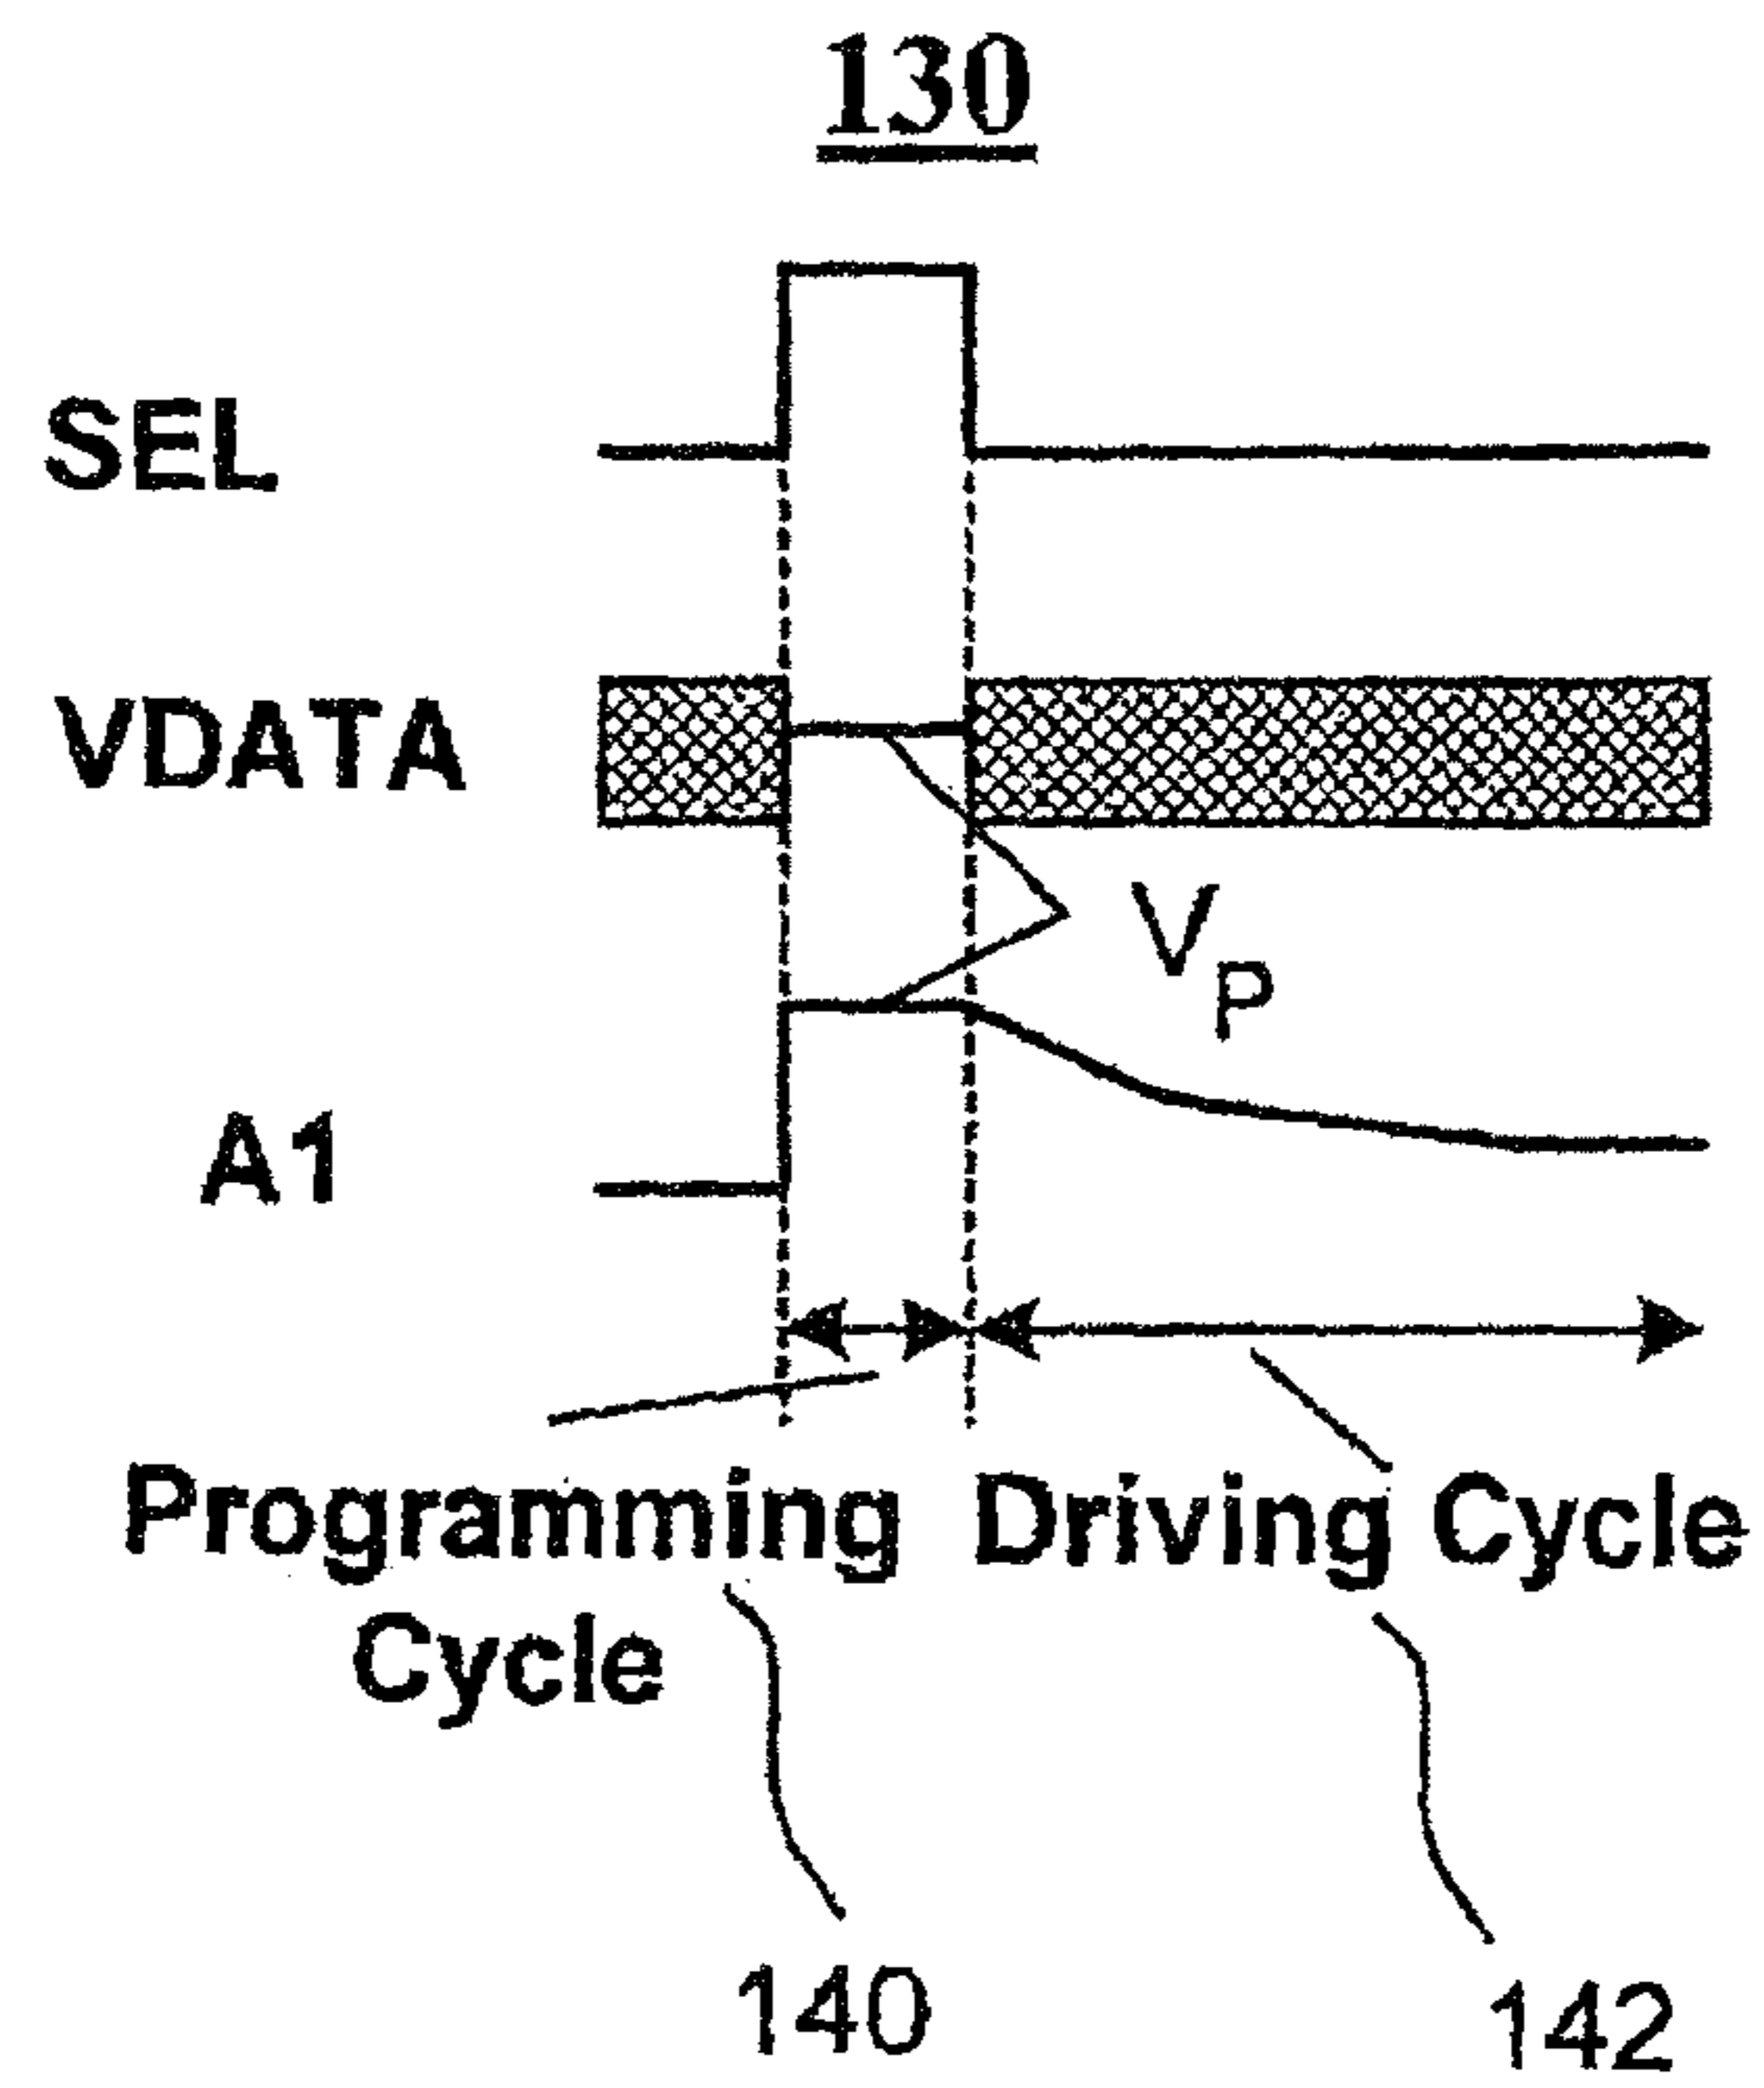 130
SEL
VDATA
VP
A1
Programming Driving Cycle
Cycle
140
142